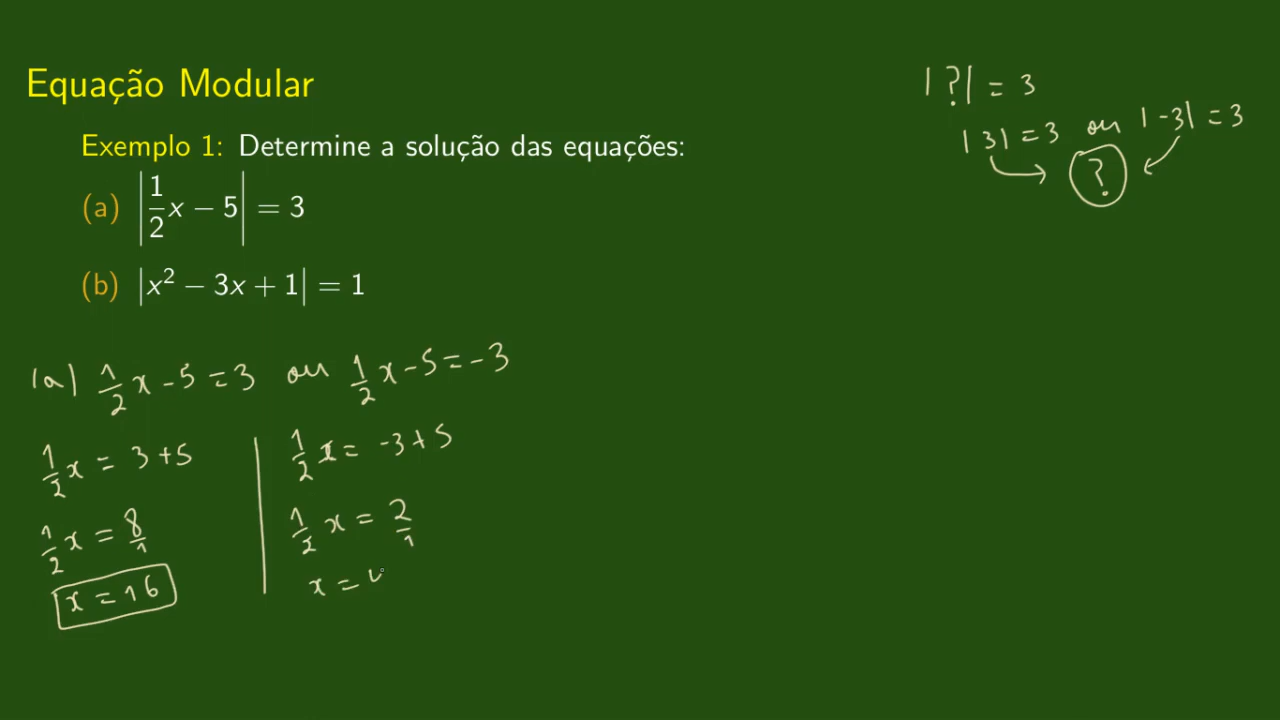 Equação Modular
Exemplo 1: Determine a solução das equações:
(a) |1/2 x − 5| = 3
(b) |x² − 3x + 1| = 1
|?| = 3
|3| = 3 ou |-3| = 3
?
(a) 1/2 x - 5 = 3 ou 1/2 x - 5 = -3
1/2 x = 3 + 5
1/2 x = 8/1
x = 16
1/2 x = -3 + 5
1/2 x = 2/1
x =